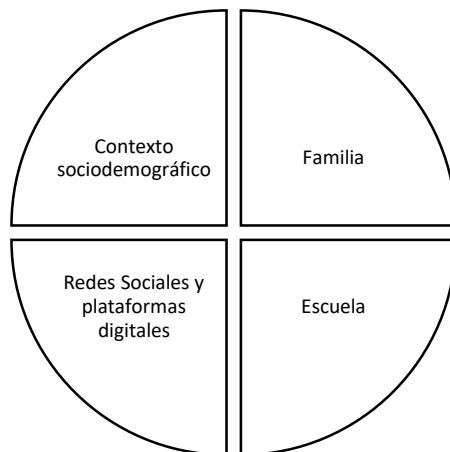 Contexto
sociodemográfico
Familia
Redes Sociales y
plataformas
digitales
Escuela